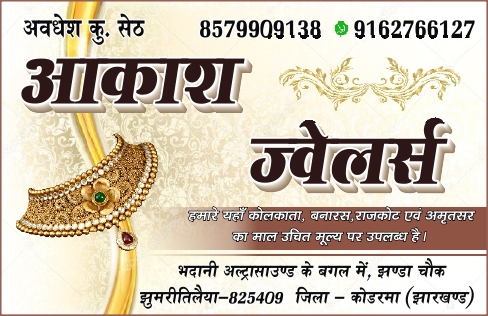 अवधेश कु. सेठ 8579909138 9162766127
आकाश
ज्वेलर्स
हमारे यहाँ कोलकाता, बनारस,राजकोट एवं अमृतसर
का माल उचित मूल्य पर उपलब्ध है।
भदानी अल्ट्रासाउण्ड के बगल में, झण्डा चौक
झुमरीतिलैया-825409 जिला - कोडरमा (झारखण्ड)